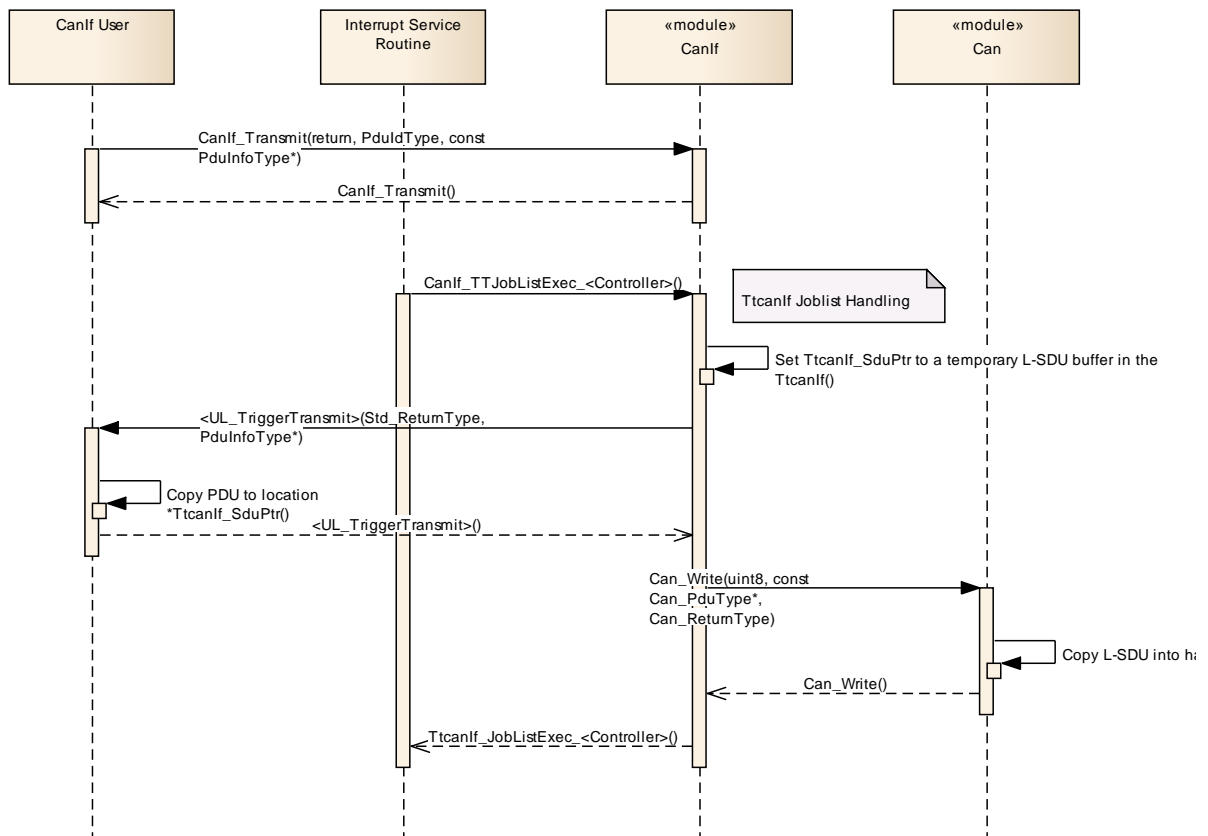 CanIf User
Interrupt Service
Routine
«module»
CanIf
«module»
Can
CanIf_Transmit(return, PduIdType, const
PduInfoType*)
CanIf_Transmit()
CanIf_TTJobListExec_<Controller>()
TtcanIf Joblist Handling
Set TtcanIf_SduPtr to a temporary L-SDU buffer in the
TtcanIf()
<UL_TriggerTransmit>(Std_ReturnType,
PduInfoType*)
Copy PDU to location
*TtcanIf_SduPtr()
<UL_TriggerTransmit>()
Can_Write(uint8, const
Can_PduType*,
Can_ReturnType)
Copy L-SDU into
Can_Write()
TtcanIf_JobListExec_<Controller>()